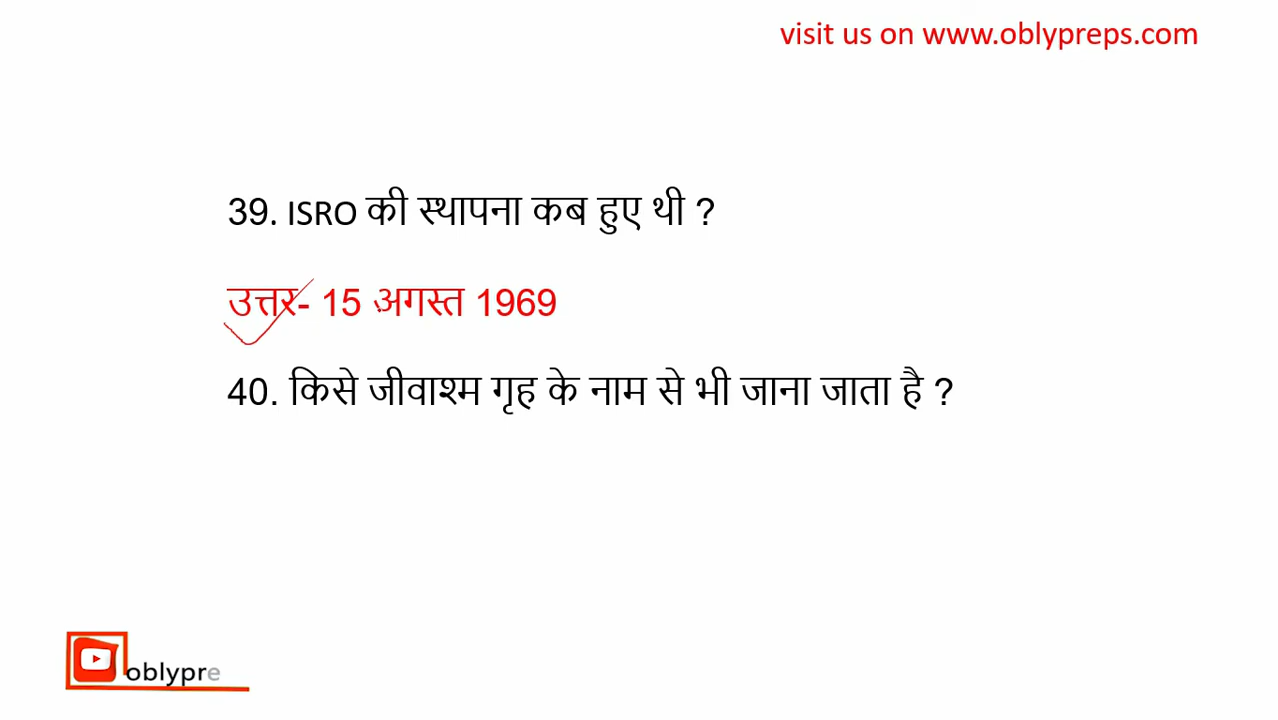 visit us on www.oblypreps.com
39. ISRO की स्थापना कब हुए थी ?
उत्तर- 15 अगस्त 1969
40. किसे जीवाश्म गृह के नाम से भी जाना जाता है ?
oblypre